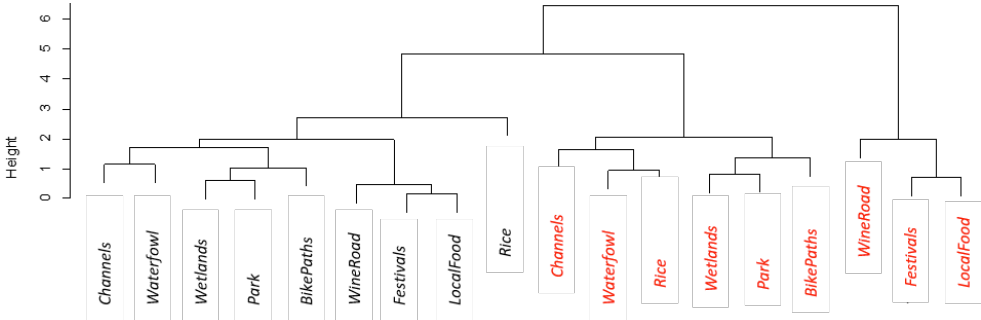 6
5
4
3
2
1
0
Height
Channels
Waterfowl
Wetlands
Park
BikePaths
WineRoad
Festivals
LocalFood
Rice
Channels
Waterfowl
Rice
Wetlands
Park
BikePaths
WineRoad
Festivals
LocalFood